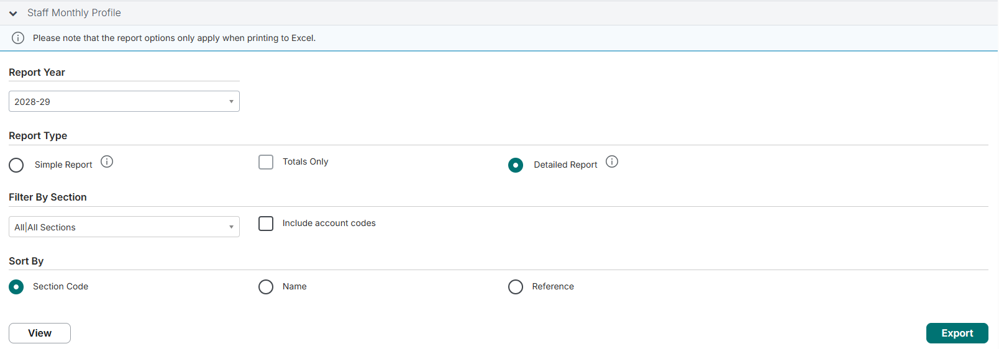 Staff Monthly Profile
Please note that the report options only apply when printing to Excel.
Report Year
2028-29
Report Type
Simple Report
Totals Only
Detailed Report
Filter By Section
All|All Sections
Include account codes
Sort By
Section Code
Name
Reference
View
Export